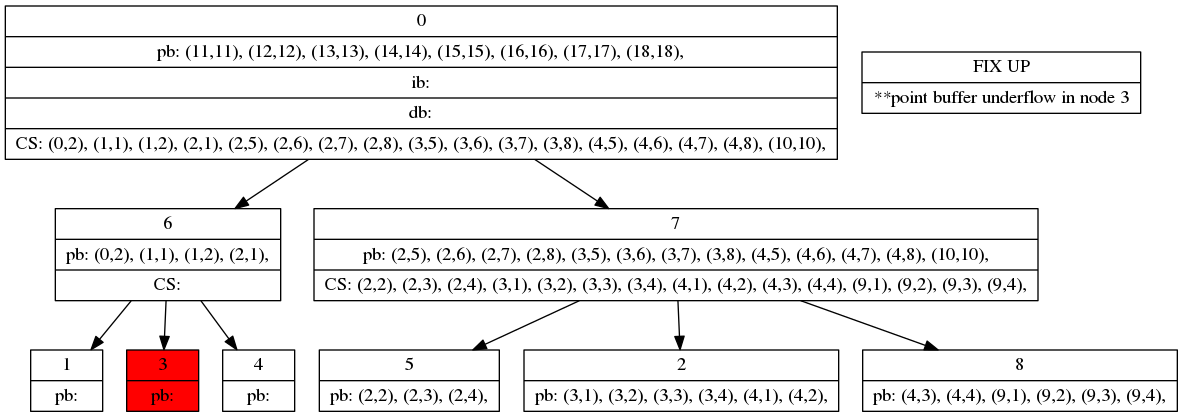 0
pb: (11,11), (12,12), (13,13), (14,14), (15,15), (16,16), (17,17), (18,18),
ib:
db:
CS: (0,2), (1,1), (1,2), (2,1), (2,5), (2,6), (2,7), (2,8), (3,5), (3,6), (3,7), (3,8), (4,5), (4,6), (4,7), (4,8), (10,10),
FIX UP
**point buffer underflow in node 3
6
pb: (0,2), (1,1), (1,2), (2,1),
CS:
7
pb: (2,5), (2,6), (2,7), (2,8), (3,5), (3,6), (3,7), (3,8), (4,5), (4,6), (4,7), (4,8), (10,10),
CS: (2,2), (2,3), (2,4), (3,1), (3,2), (3,3), (3,4), (4,1), (4,2), (4,3), (4,4), (9,1), (9,2), (9,3), (9,4),
1
pb:
3
pb:
4
pb:
5
pb: (2,2), (2,3), (2,4),
2
pb: (3,1), (3,2), (3,3), (3,4), (4,1), (4,2),
8
pb: (4,3), (4,4), (9,1), (9,2), (9,3), (9,4),